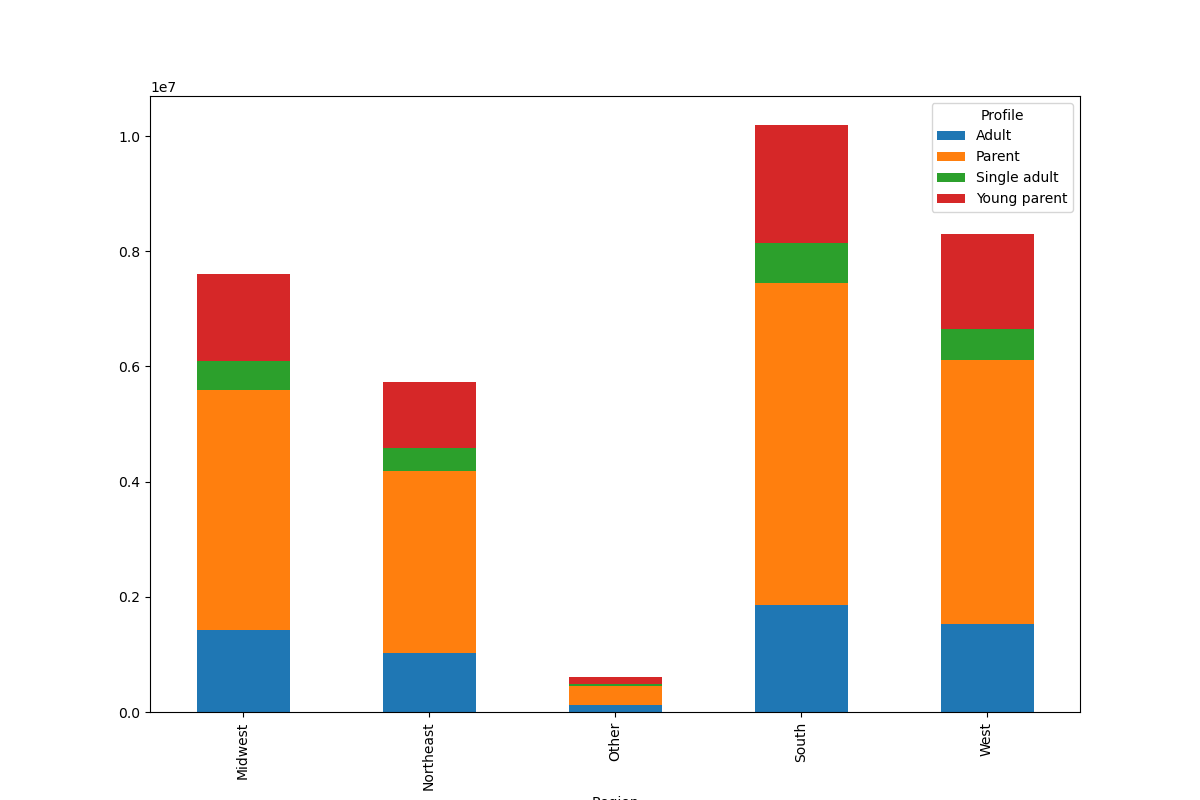 1e7
1.0
0.8
0.6
0.4
0.2
0.0
Profile
Adult
Parent
Single adult
Young parent
Midwest
Northeast
Other
South
West
Region